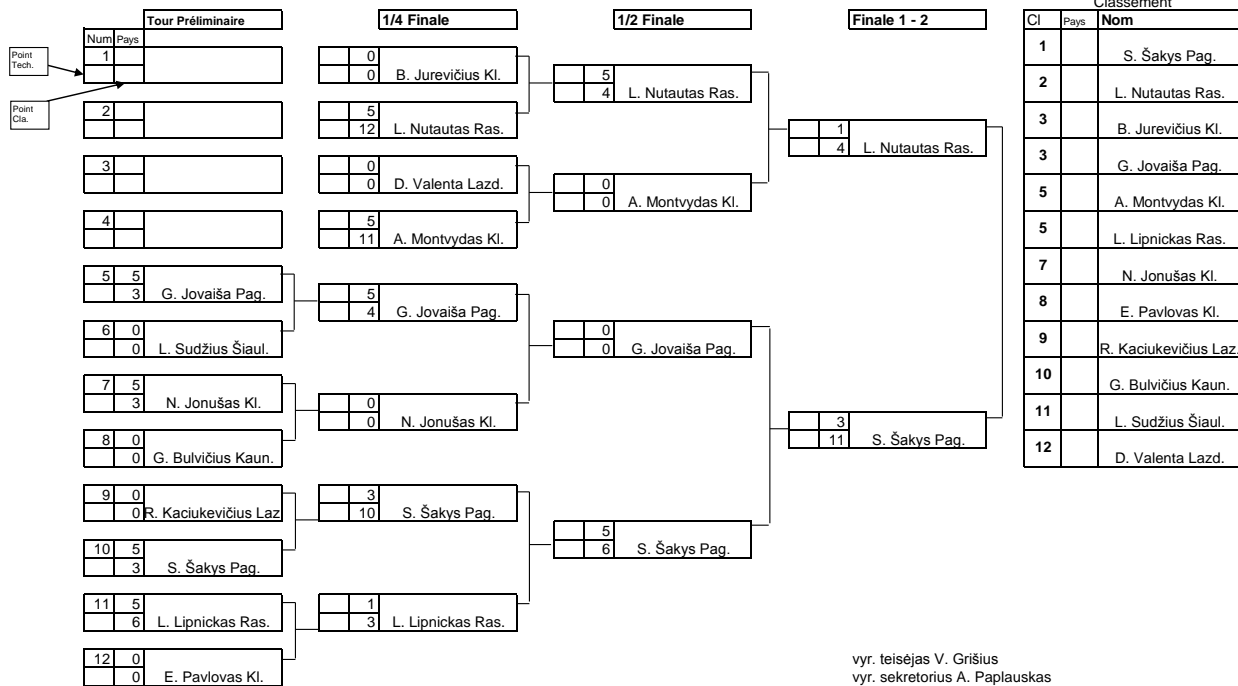 Tour Préliminaire
1/4 Finale
1/2 Finale
Finale 1 - 2
Classement
Cl Pays Nom
Num Pays
Point Tech.
Point Cla.
1
2
3
4
5 5
3 G. Jovaiša Pag.
6 0
0 L. Sudžius Šiaul.
7 5
3 N. Jonušas Kl.
8 0
0 G. Bulvičius Kaun.
9 0
0 R. Kaciukevičius Laz
10 5
3 S. Šakys Pag.
11 5
6 L. Lipnickas Ras.
12 0
0 E. Pavlovas Kl.
0
0 B. Jurevičius Kl.
5
12 L. Nutautas Ras.
0
0 D. Valenta Lazd.
5
11 A. Montvydas Kl.
5
4 G. Jovaiša Pag.
0
0 N. Jonušas Kl.
3
10 S. Šakys Pag.
1
3 L. Lipnickas Ras.
5
4 L. Nutautas Ras.
0
0 A. Montvydas Kl.
0
0 G. Jovaiša Pag.
5
6 S. Šakys Pag.
1
4 L. Nutautas Ras.
3
11 S. Šakys Pag.
1 S. Šakys Pag.
2 L. Nutautas Ras.
3 B. Jurevičius Kl.
3 G. Jovaiša Pag.
5 A. Montvydas Kl.
5 L. Lipnickas Ras.
7 N. Jonušas Kl.
8 E. Pavlovas Kl.
9 R. Kaciukevičius Laz.
10 G. Bulvičius Kaun.
11 L. Sudžius Šiaul.
12 D. Valenta Lazd.
vyr. teisėjas V. Grišius
vyr. sekretorius A. Paplauskas